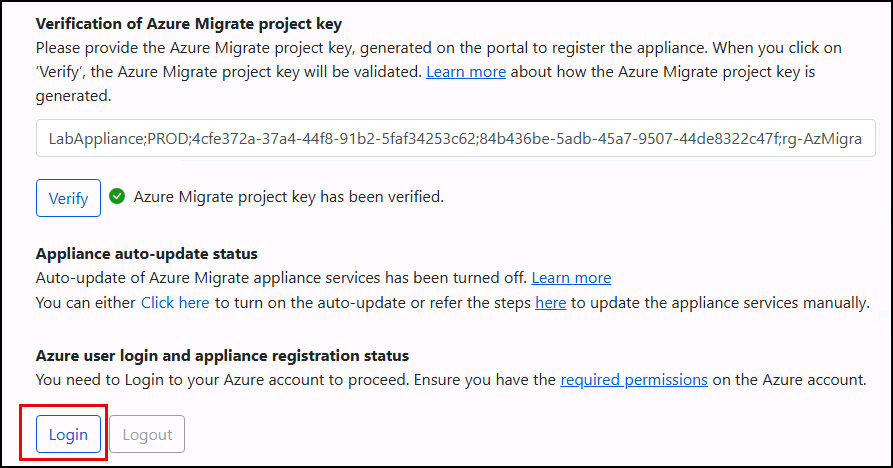 Verification of Azure Migrate project key
Please provide the Azure Migrate project key, generated on the portal to register the appliance. When you click on
‘Verify’, the Azure Migrate project key will be validated. Learn more about how the Azure Migrate project key is
generated.
LabAppliance;PROD;4cfe372a-37a4-44f8-91b2-5faf34253c62;84b436be-5adb-45a7-9507-44de8322c47f;rg-AzMigra
Verify Azure Migrate project key has been verified.
Appliance auto-update status
Auto-update of Azure Migrate appliance services has been turned off. Learn more
You can either Click here to turn on the auto-update or refer the steps here to update the appliance services manually.
Azure user login and appliance registration status
You need to Login to your Azure account to proceed. Ensure you have the required permissions on the Azure account.
Login Logout